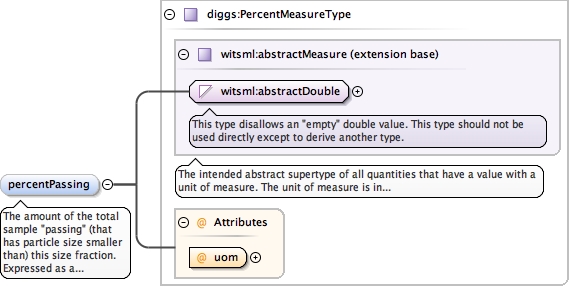 diggs:PercentMeasureType
witsml:abstractMeasure (extension base)
witsml:abstractDouble
This type disallows an "empty" double value. This type should not be
used directly except to derive another type.
The intended abstract supertype of all quantities that have a value with a
unit of measure. The unit of measure is in...
percentPassing
The amount of the total
sample "passing" (that
has particle size smaller
than) this size fraction.
Expressed as a...
@ Attributes
@ uom